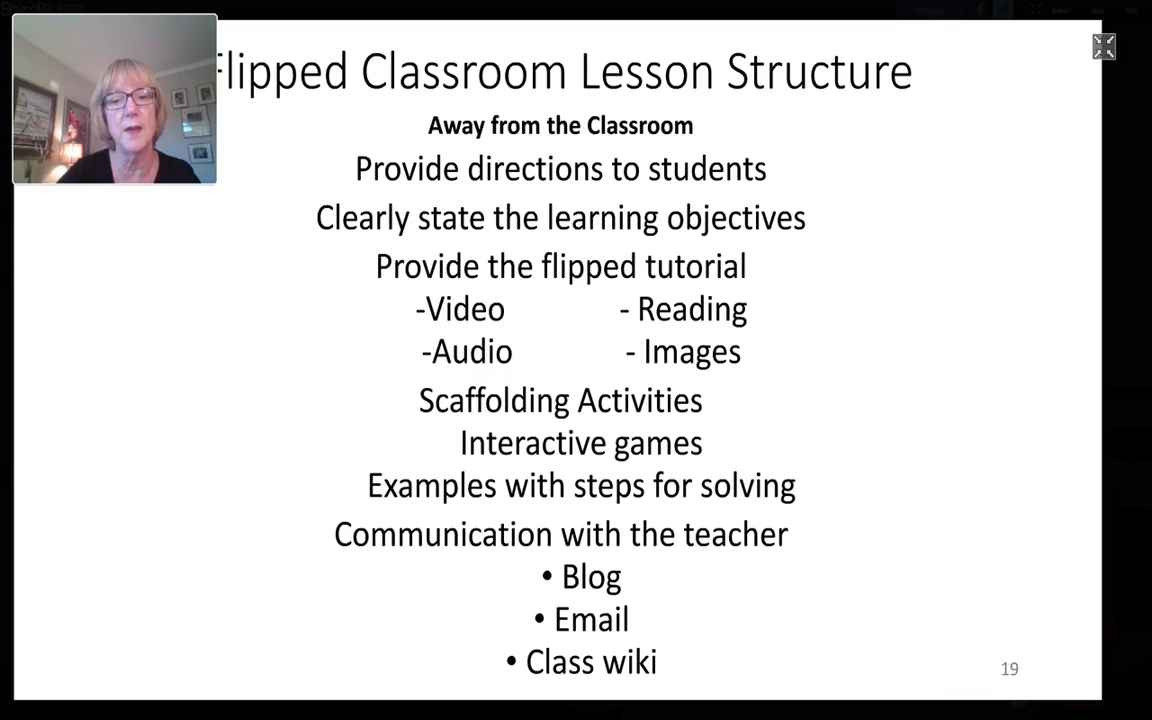 Flipped Classroom Lesson Structure
Away from the Classroom
Provide directions to students
Clearly state the learning objectives
Provide the flipped tutorial
-Video - Reading
-Audio - Images
Scaffolding Activities
Interactive games
Examples with steps for solving
Communication with the teacher
• Blog
• Email
• Class wiki
19